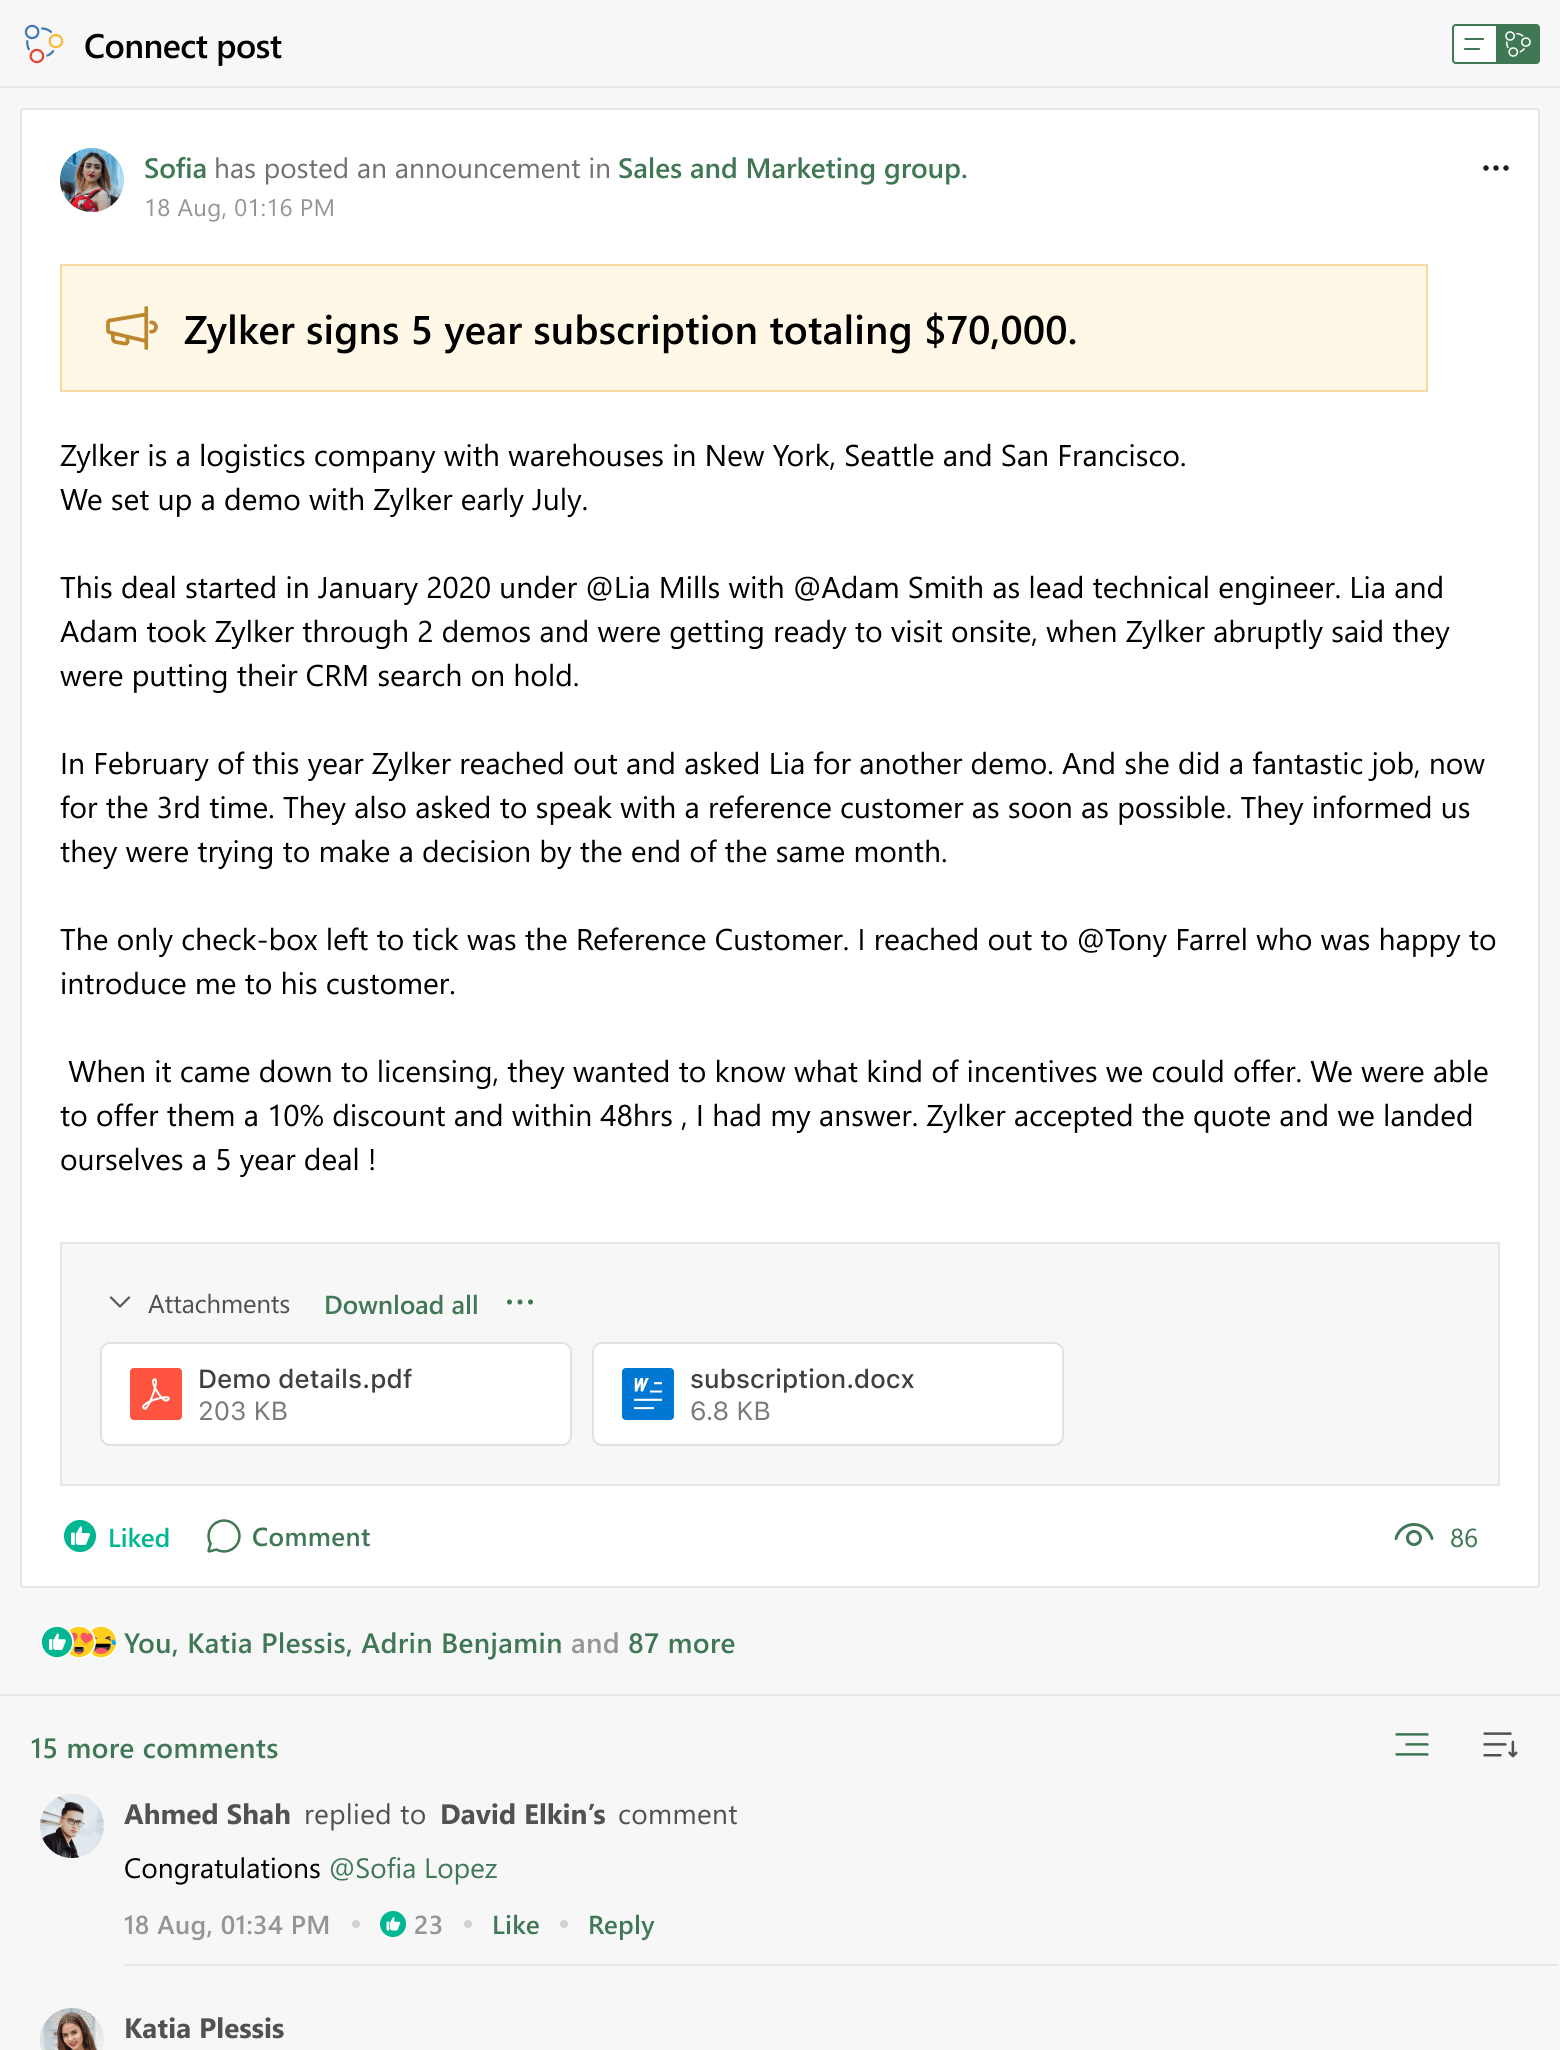 Connect post
Sofia has posted an announcement in Sales and Marketing group.
18 Aug, 01:16 PM
Zylker signs 5 year subscription totaling $70,000.
Zylker is a logistics company with warehouses in New York, Seattle and San Francisco.
We set up a demo with Zylker early July.
This deal started in January 2020 under @Lia Mills with @Adam Smith as lead technical engineer. Lia and
Adam took Zylker through 2 demos and were getting ready to visit onsite, when Zylker abruptly said they
were putting their CRM search on hold.
In February of this year Zylker reached out and asked Lia for another demo. And she did a fantastic job, now
for the 3rd time. They also asked to speak with a reference customer as soon as possible. They informed us
they were trying to make a decision by the end of the same month.
The only check-box left to tick was the Reference Customer. I reached out to @Tony Farrel who was happy to
introduce me to his customer.
When it came down to licensing, they wanted to know what kind of incentives we could offer. We were able
to offer them a 10% discount and within 48hrs , I had my answer. Zylker accepted the quote and we landed
ourselves a 5 year deal !
Attachments Download all
Demo details.pdf
203 KB
W
subscription.docx
6.8 KB
Liked Comment 86
You, Katia Plessis, Adrin Benjamin and 87 more
15 more comments
Ahmed Shah replied to David Elkin’s comment
Congratulations @Sofia Lopez
18 Aug, 01:34 PM • 23 • Like • Reply
Katia Plessis